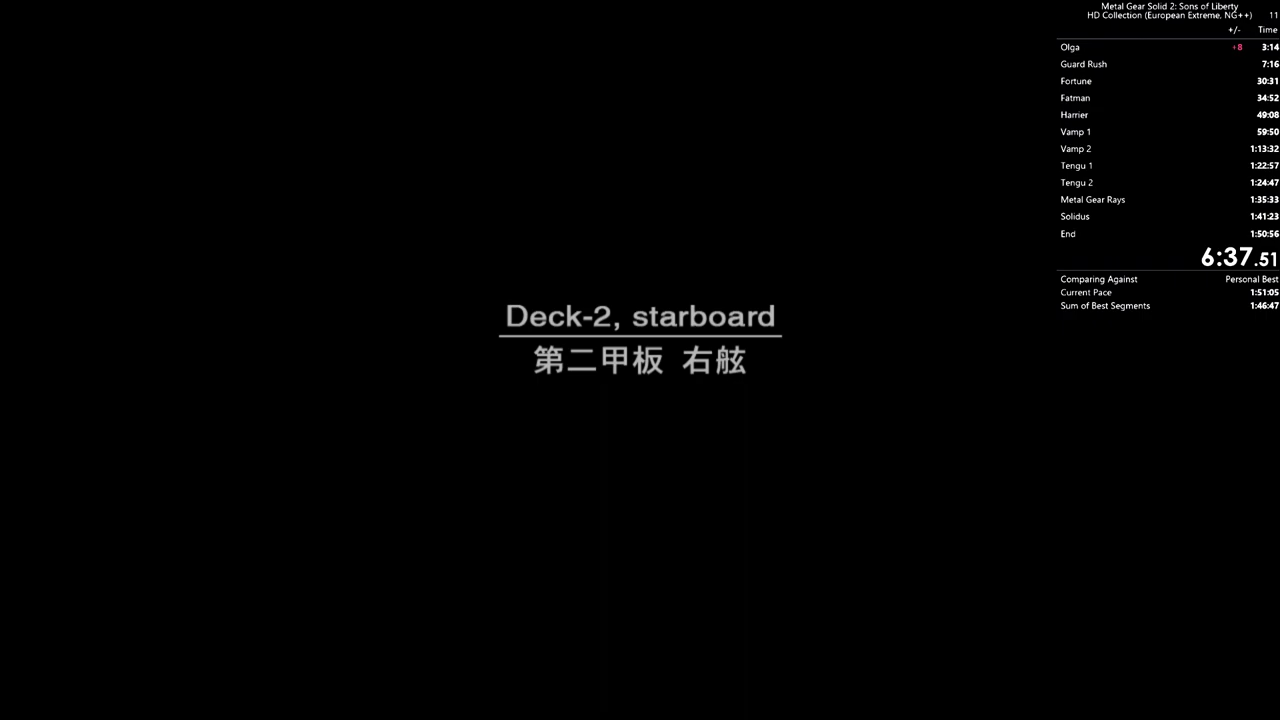 Metal Gear Solid 2: Sons of Liberty
HD Collection (European Extreme, NG++) 11
+/- Time
Olga +8 3:14
Guard Rush 7:16
Fortune 30:31
Fatman 34:52
Harrier 49:08
Vamp 1 59:50
Vamp 2 1:13:32
Tengu 1 1:22:57
Tengu 2 1:24:47
Metal Gear Rays 1:35:33
Solidus 1:41:23
End 1:50:56
6:37.51
Comparing Against Personal Best
Current Pace 1:51:05
Sum of Best Segments 1:46:47
Deck-2, starboard
第二甲板 右舷